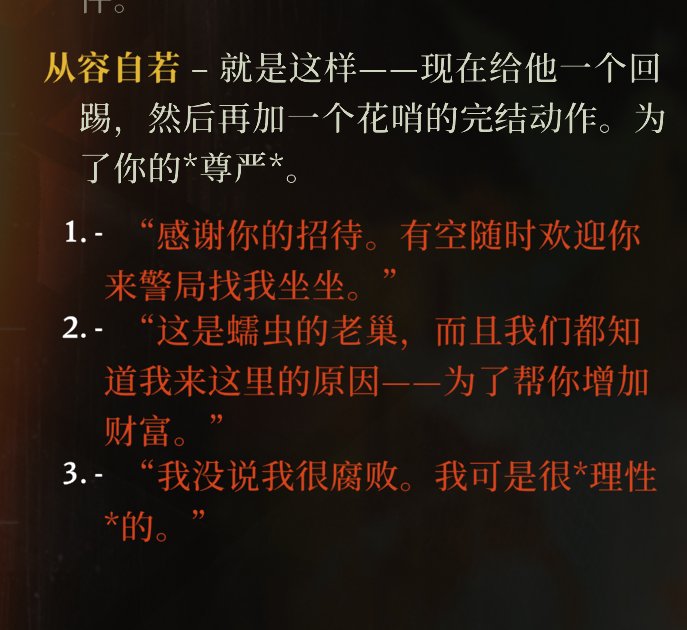 件。
从容自若 – 就是这样——现在给他一个回
踢，然后再加一个花哨的完结动作。为
了你的*尊严*。
1. - “感谢你的招待。有空随时欢迎你
来警局找我坐坐。”
2. - “这是蠕虫的老巢，而且我们都知
道我来这里的原因——为了帮你增加
财富。”
3. - “我没说我很腐败。我可是很*理性
*的。”